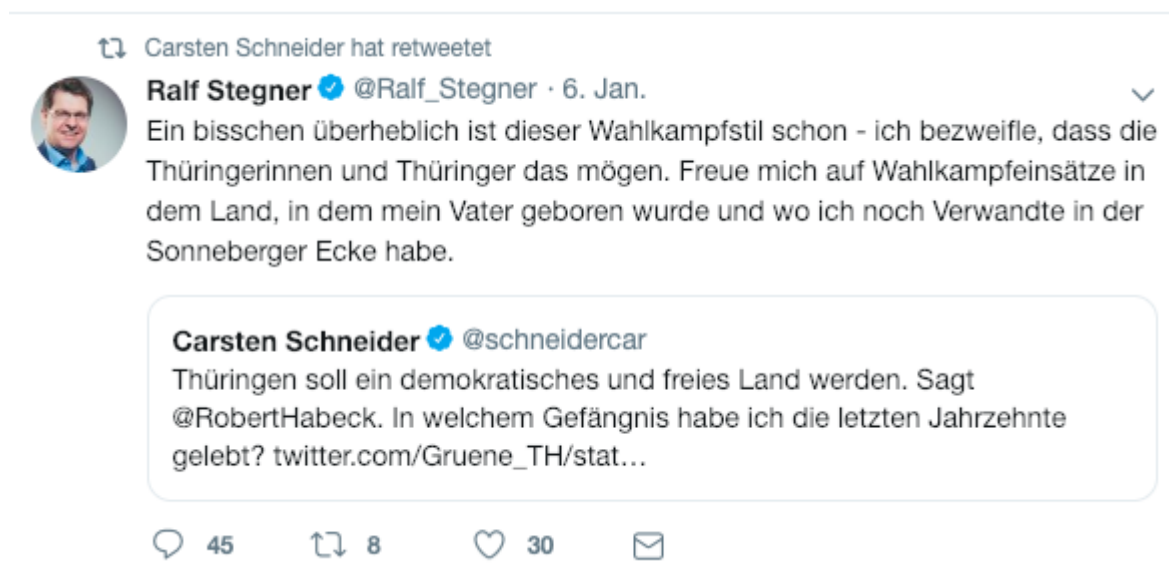 Carsten Schneider hat retweetet
Ralf Stegner @Ralf_Stegner · 6. Jan.
Ein bisschen überheblich ist dieser Wahlkampfstil schon - ich bezweifle, dass die
Thüringerinnen und Thüringer das mögen. Freue mich auf Wahlkampfeinsätze in
dem Land, in dem mein Vater geboren wurde und wo ich noch Verwandte in der
Sonneberger Ecke habe.
Carsten Schneider @schneidercar
Thüringen soll ein demokratisches und freies Land werden. Sagt
@RobertHabeck. In welchem Gefängnis habe ich die letzten Jahrzehnte
gelebt? twitter.com/Gruene_TH/stat…
45 8 30